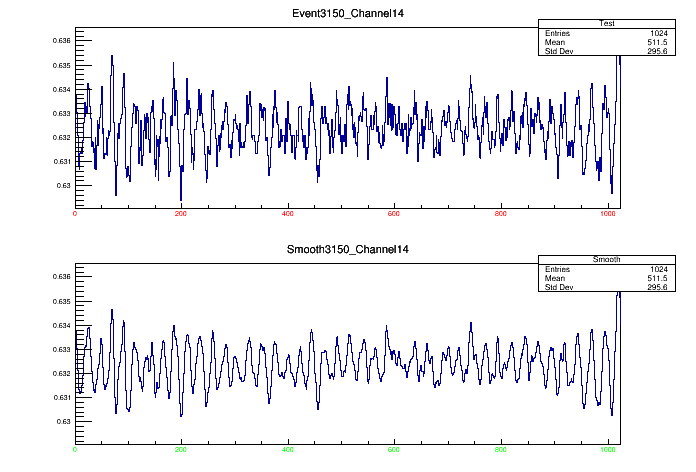 Event3150_Channel14
Test
Entries 1024
Mean 511.5
Std Dev 295.6
0.636
0.635
0.634
0.633
0.632
0.631
0.63
0 200 400 600 800 1000
Smooth3150_Channel14
Smooth
Entries 1024
Mean 511.5
Std Dev 295.6
0.636
0.635
0.634
0.633
0.632
0.631
0.63
0 200 400 600 800 1000